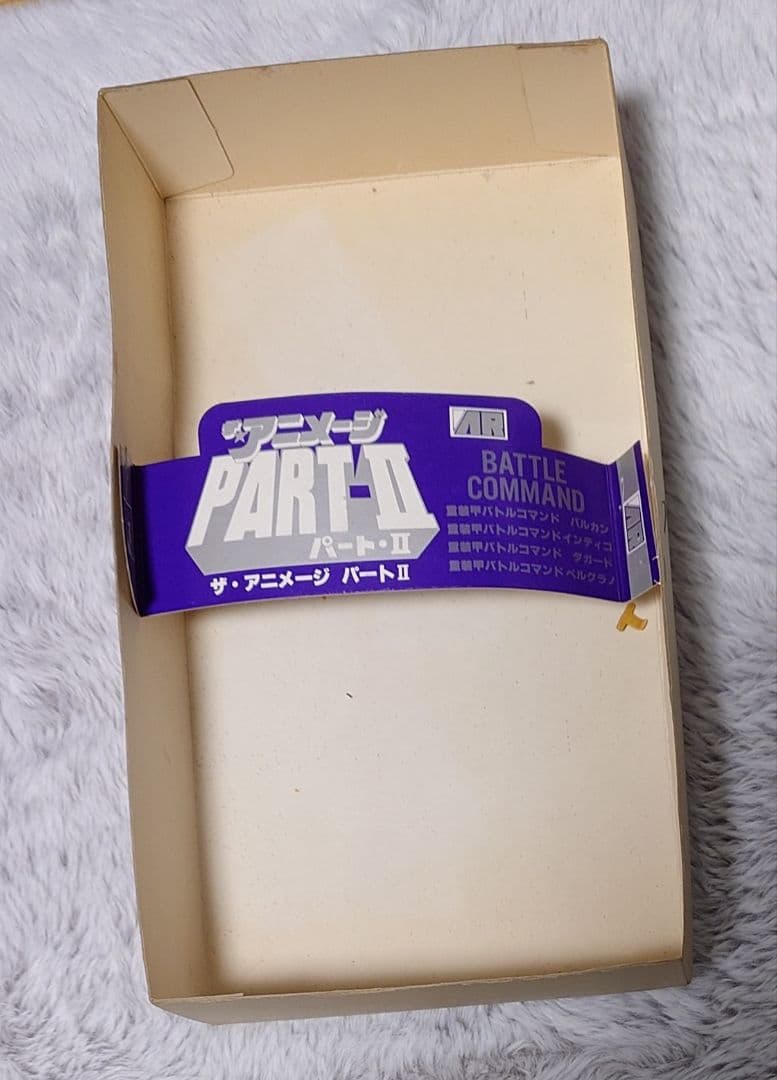 ザ★アニメージ
PART-II
パート・II
ザ・アニメージ パートII
AR
BATTLE
COMMAND
重装甲バトルコマンド バルカン
重装甲バトルコマンドインディゴ
重装甲バトルコマンド ダガード
重装甲バトルコマンドベルグラノ
AR